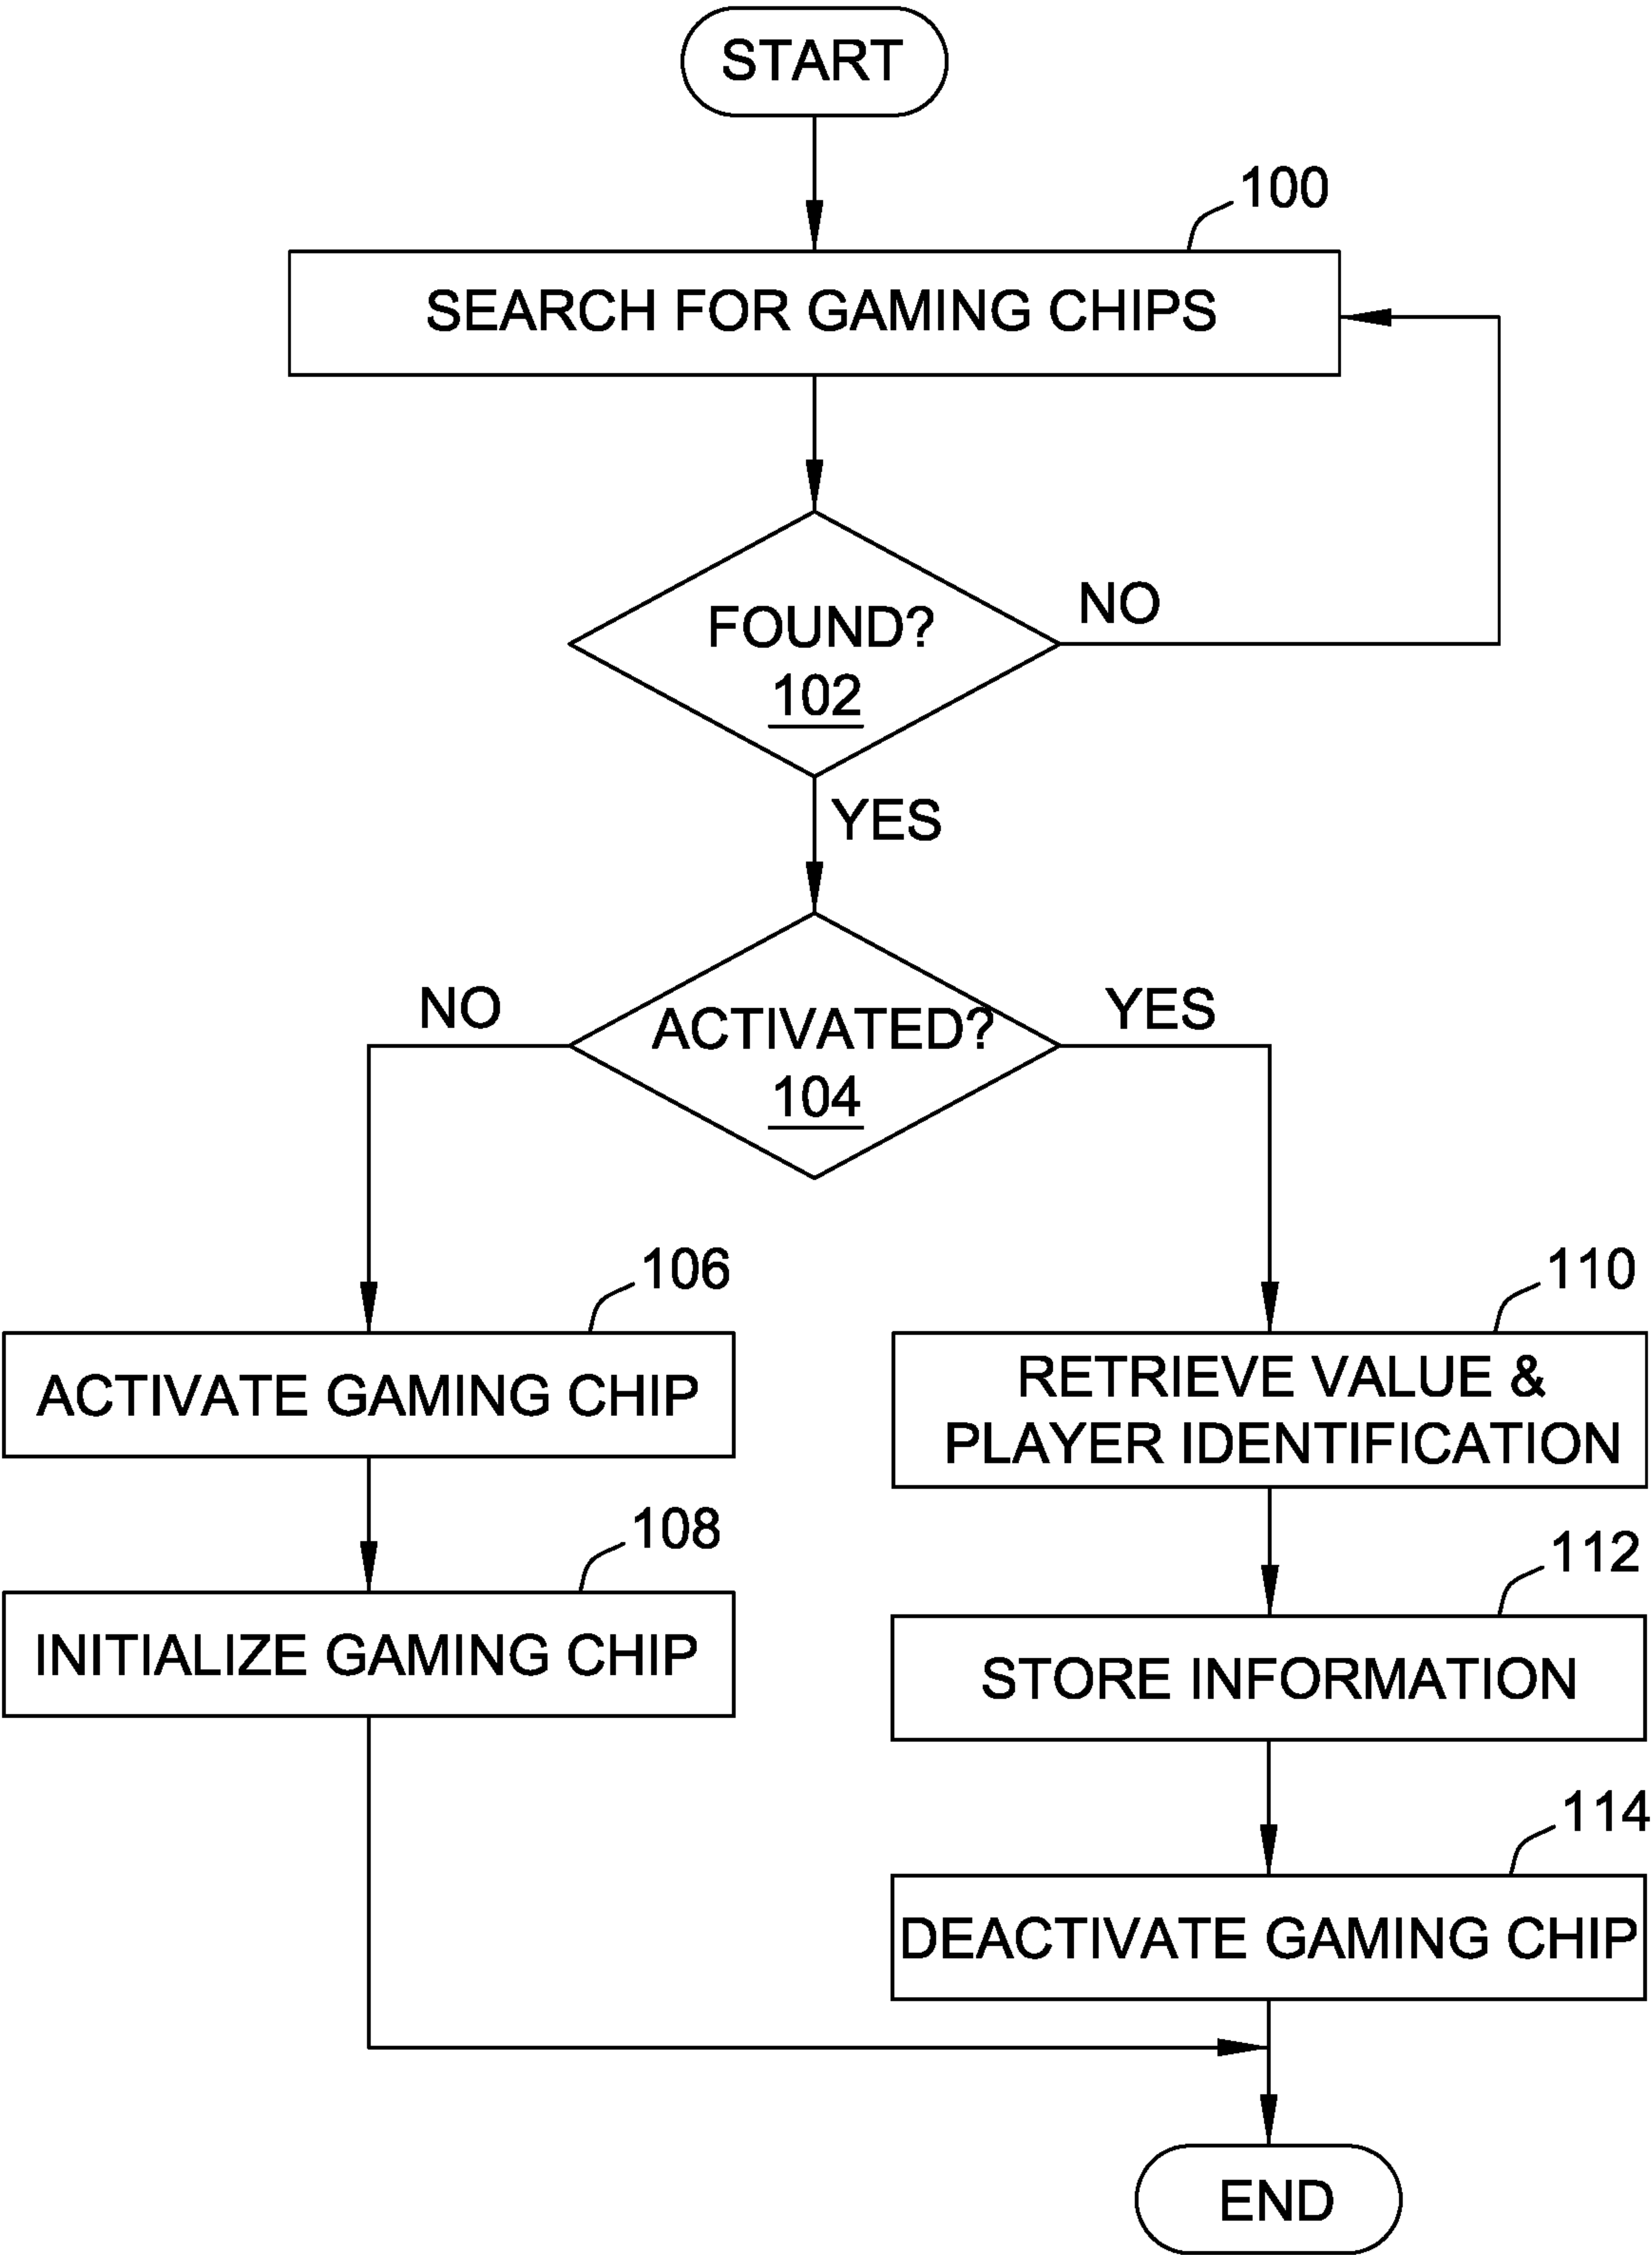 START
100
SEARCH FOR GAMING CHIPS
FOUND?
102
NO
YES
ACTIVATED?
104
NO
YES
106
ACTIVATE GAMING CHIP
108
INITIALIZE GAMING CHIP
110
RETRIEVE VALUE &
PLAYER IDENTIFICATION
112
STORE INFORMATION
114
DEACTIVATE GAMING CHIP
END